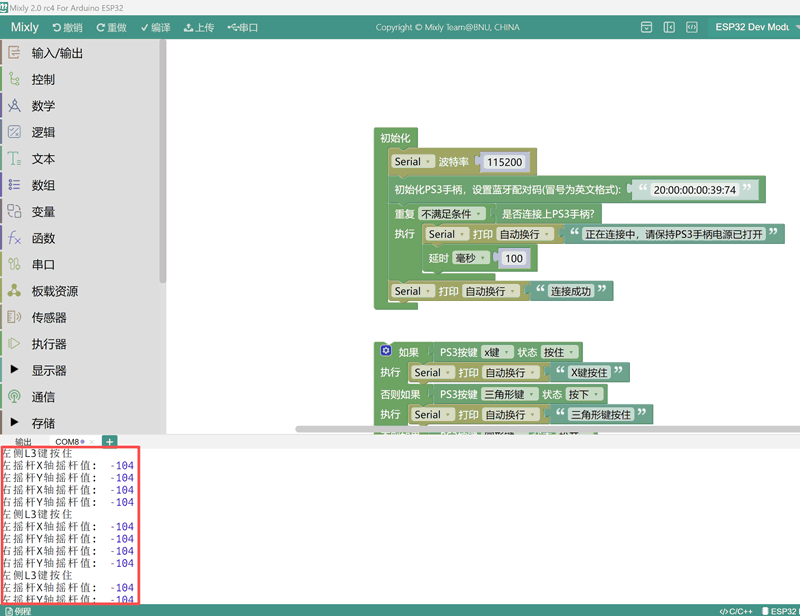 Mixly 2.0 rc4 For Arduino ESP32
Mixly 撤销 重做 编译 上传 串口 Copyright © Mixly Team@BNU, CHINA ESP32 Dev Modu
输入/输出
控制
数学
逻辑
文本
数组
变量
函数
串口
板载资源
传感器
执行器
显示器
通信
存储
初始化
Serial 波特率 115200
初始化PS3手柄，设置蓝牙配对码(冒号为英文格式): “ 20:00:00:00:39:74 ”
重复 不满足条件 是否连接上PS3手柄?
执行 Serial 打印 自动换行 “ 正在连接中，请保持PS3手柄电源已打开 ”
延时 毫秒 100
Serial 打印 自动换行 “ 连接成功 ”
如果 PS3按键 x键 状态 按住
执行 Serial 打印 自动换行 “ X键按住 ”
否则如果 PS3按键 三角形键 状态 按下
执行 Serial 打印 自动换行 “ 三角形键按住 ”
输出 COM8 × +
左侧L3键按住
左摇杆X轴摇杆值: -104
左摇杆Y轴摇杆值: -104
右摇杆X轴摇杆值: -104
右摇杆Y轴摇杆值: -104
左侧L3键按住
左摇杆X轴摇杆值: -104
左摇杆Y轴摇杆值: -104
右摇杆X轴摇杆值: -104
右摇杆Y轴摇杆值: -104
左侧L3键按住
左摇杆X轴摇杆值: -104
左摇杆Y轴摇杆值: -104
例程 C/C++ ESP32